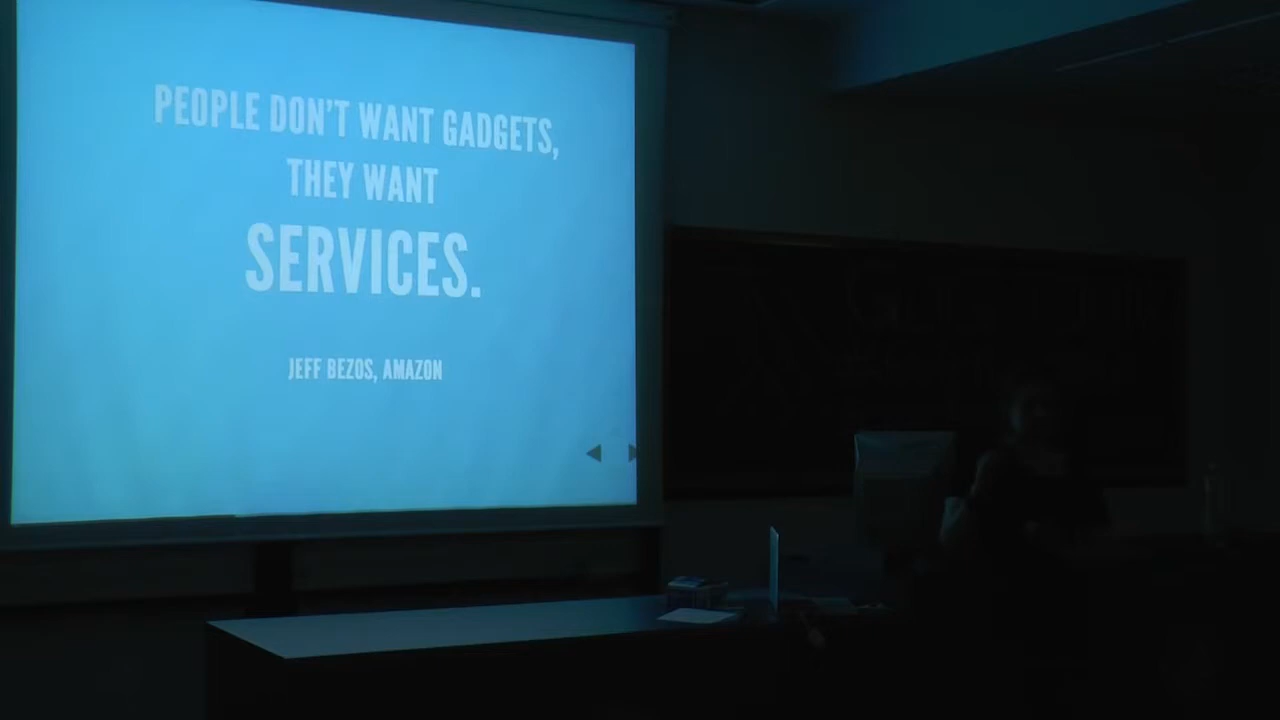 PEOPLE DON'T WANT GADGETS,
THEY WANT
SERVICES.
JEFF BEZOS, AMAZON